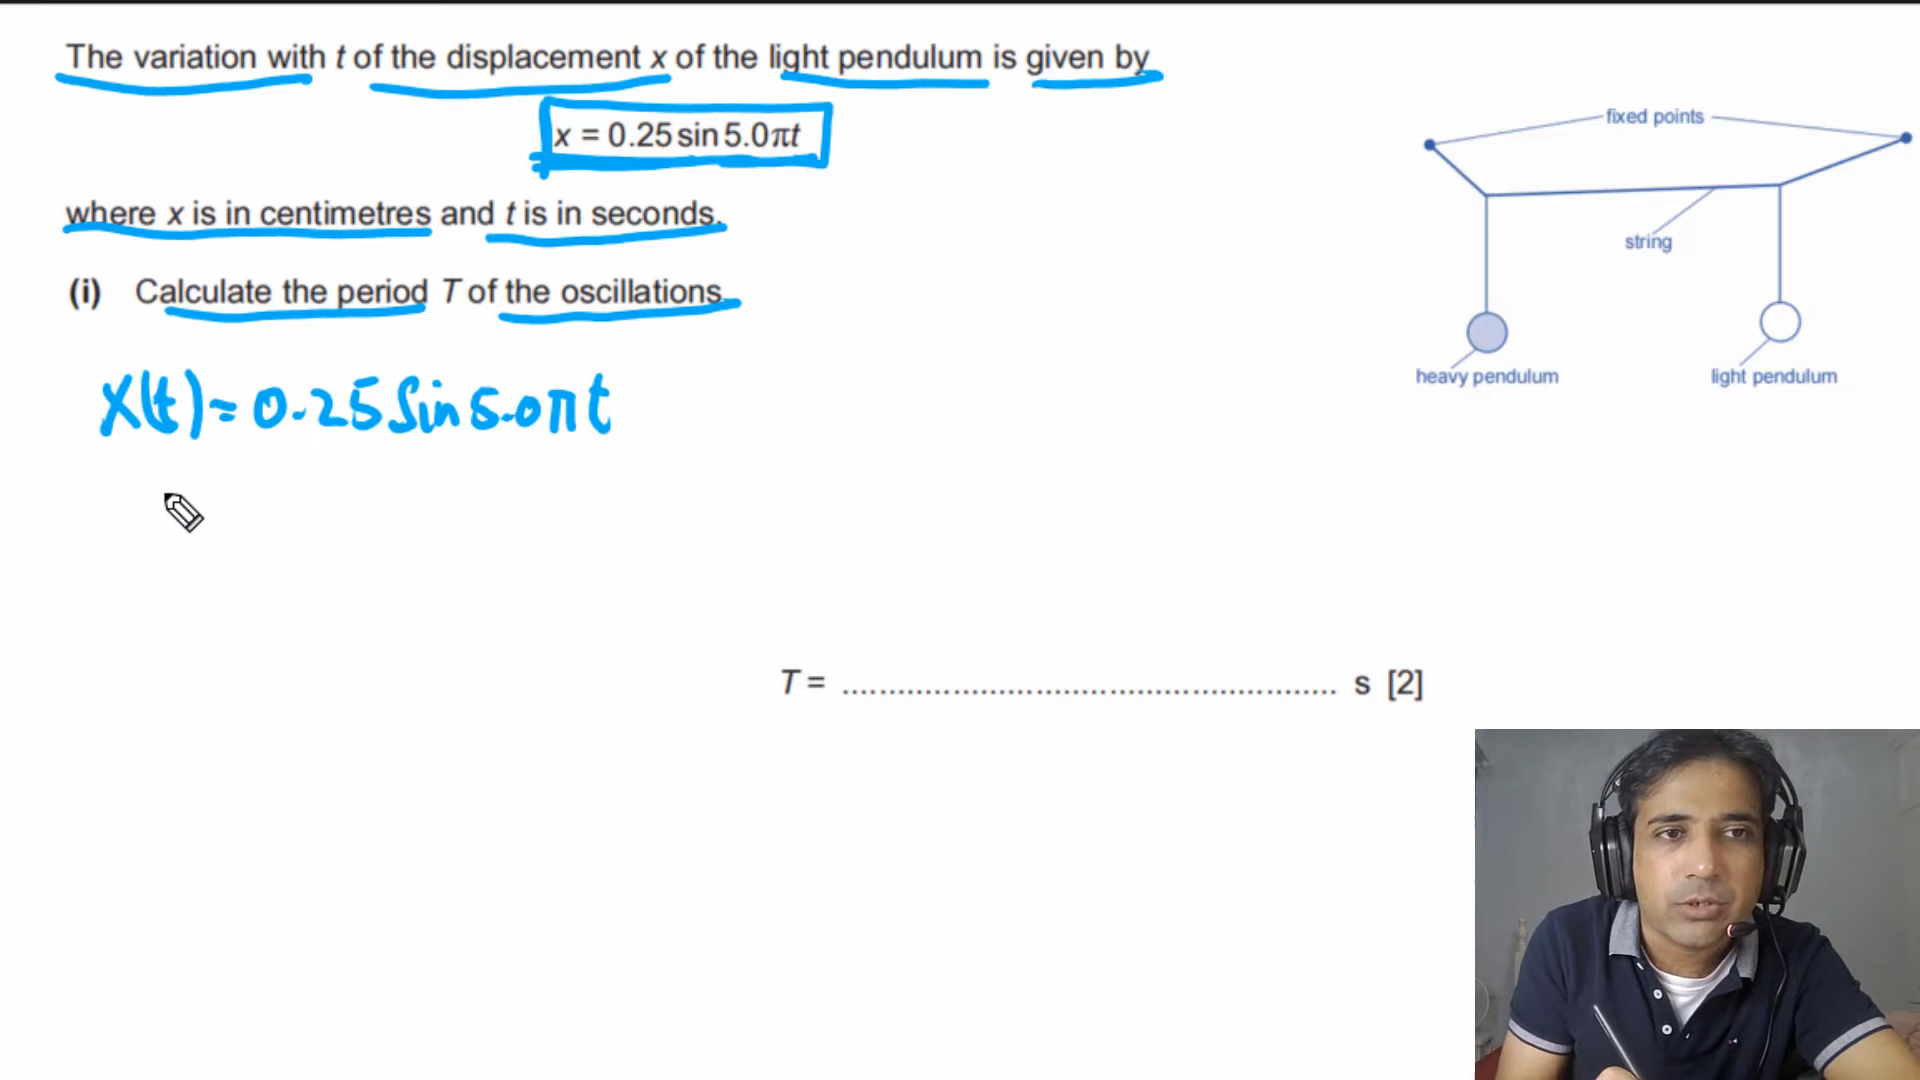 The variation with t of the displacement x of the light pendulum is given by
x = 0.25 sin 5.0πt
where x is in centimetres and t is in seconds.
(i) Calculate the period T of the oscillations.
x(t) = 0.25 sin 5.0πt
T = ........................................................ s [2]
fixed points
string
heavy pendulum
light pendulum